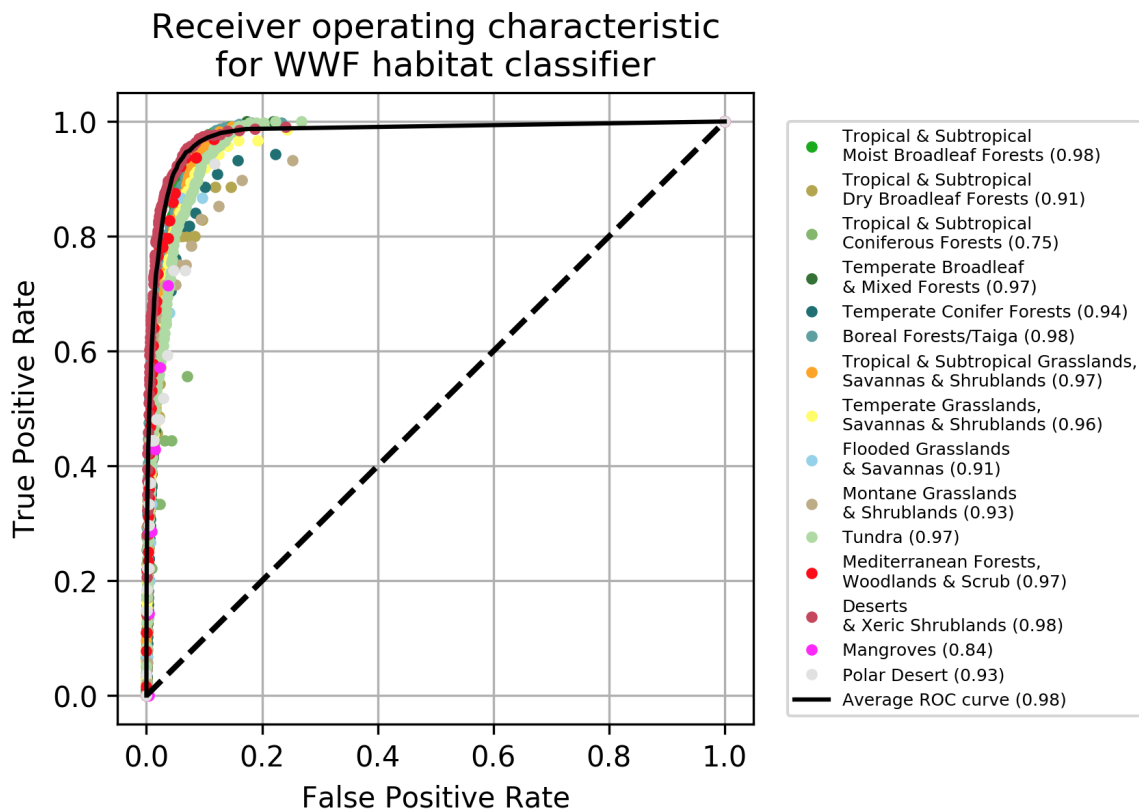 Receiver operating characteristic
for WWF habitat classifier
True Positive Rate
1.0
0.8
0.6
0.4
0.2
0.0
0.0
0.2
0.4
0.6
0.8
1.0
False Positive Rate
Tropical & Subtropical
Moist Broadleaf Forests (0.98)
Tropical & Subtropical
Dry Broadleaf Forests (0.91)
Tropical & Subtropical
Coniferous Forests (0.75)
Temperate Broadleaf
& Mixed Forests (0.97)
Temperate Conifer Forests (0.94)
Boreal Forests/Taiga (0.98)
Tropical & Subtropical Grasslands,
Savannas & Shrublands (0.97)
Temperate Grasslands,
Savannas & Shrublands (0.96)
Flooded Grasslands
& Savannas (0.91)
Montane Grasslands
& Shrublands (0.93)
Tundra (0.97)
Mediterranean Forests,
Woodlands & Scrub (0.97)
Deserts
& Xeric Shrublands (0.98)
Mangroves (0.84)
Polar Desert (0.93)
Average ROC curve (0.98)